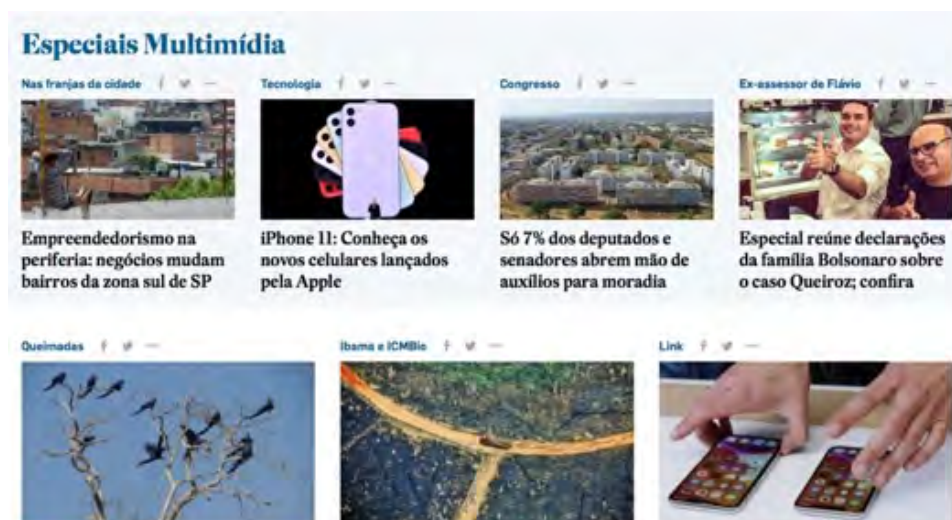 Especiais Multimídia
Nas franjas da cidade
Tecnologia
Congresso
Ex-assessor de Flávio
Empreendedorismo na
periferia: negócios mudam
bairros da zona sul de SP
iPhone 11: Conheça os
novos celulares lançados
pela Apple
Só 7% dos deputados e
senadores abrem mão de
auxílios para moradia
Especial reúne declarações
da família Bolsonaro sobre
o caso Queiroz; confira
Queimadas
Ibama e ICMBio
Link